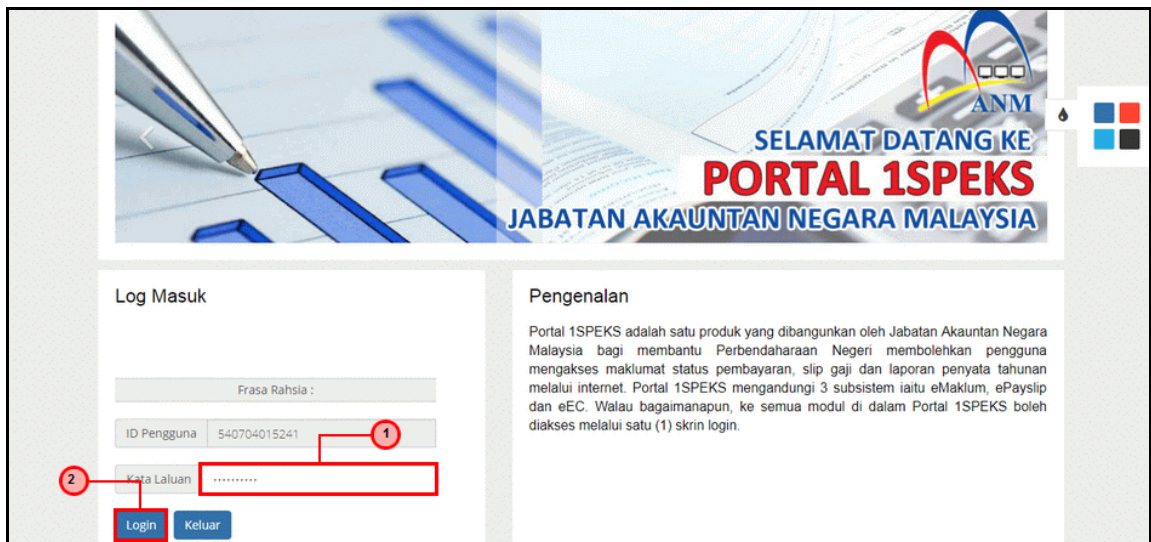 ANM
SELAMAT DATANG KE
PORTAL 1SPEKS
JABATAN AKAUNTAN NEGARA MALAYSIA
Log Masuk
Frasa Rahsia :
ID Pengguna 540704015241
1
2
Kata Laluan ··········
Login Keluar
Pengenalan
Portal 1SPEKS adalah satu produk yang dibangunkan oleh Jabatan Akauntan Negara
Malaysia bagi membantu Perbendaharaan Negeri membolehkan pengguna
mengakses maklumat status pembayaran, slip gaji dan laporan penyata tahunan
melalui internet. Portal 1SPEKS mengandungi 3 subsistem iaitu eMaklum, ePayslip
dan eEC. Walau bagaimanapun, ke semua modul di dalam Portal 1SPEKS boleh
diakses melalui satu (1) skrin login.